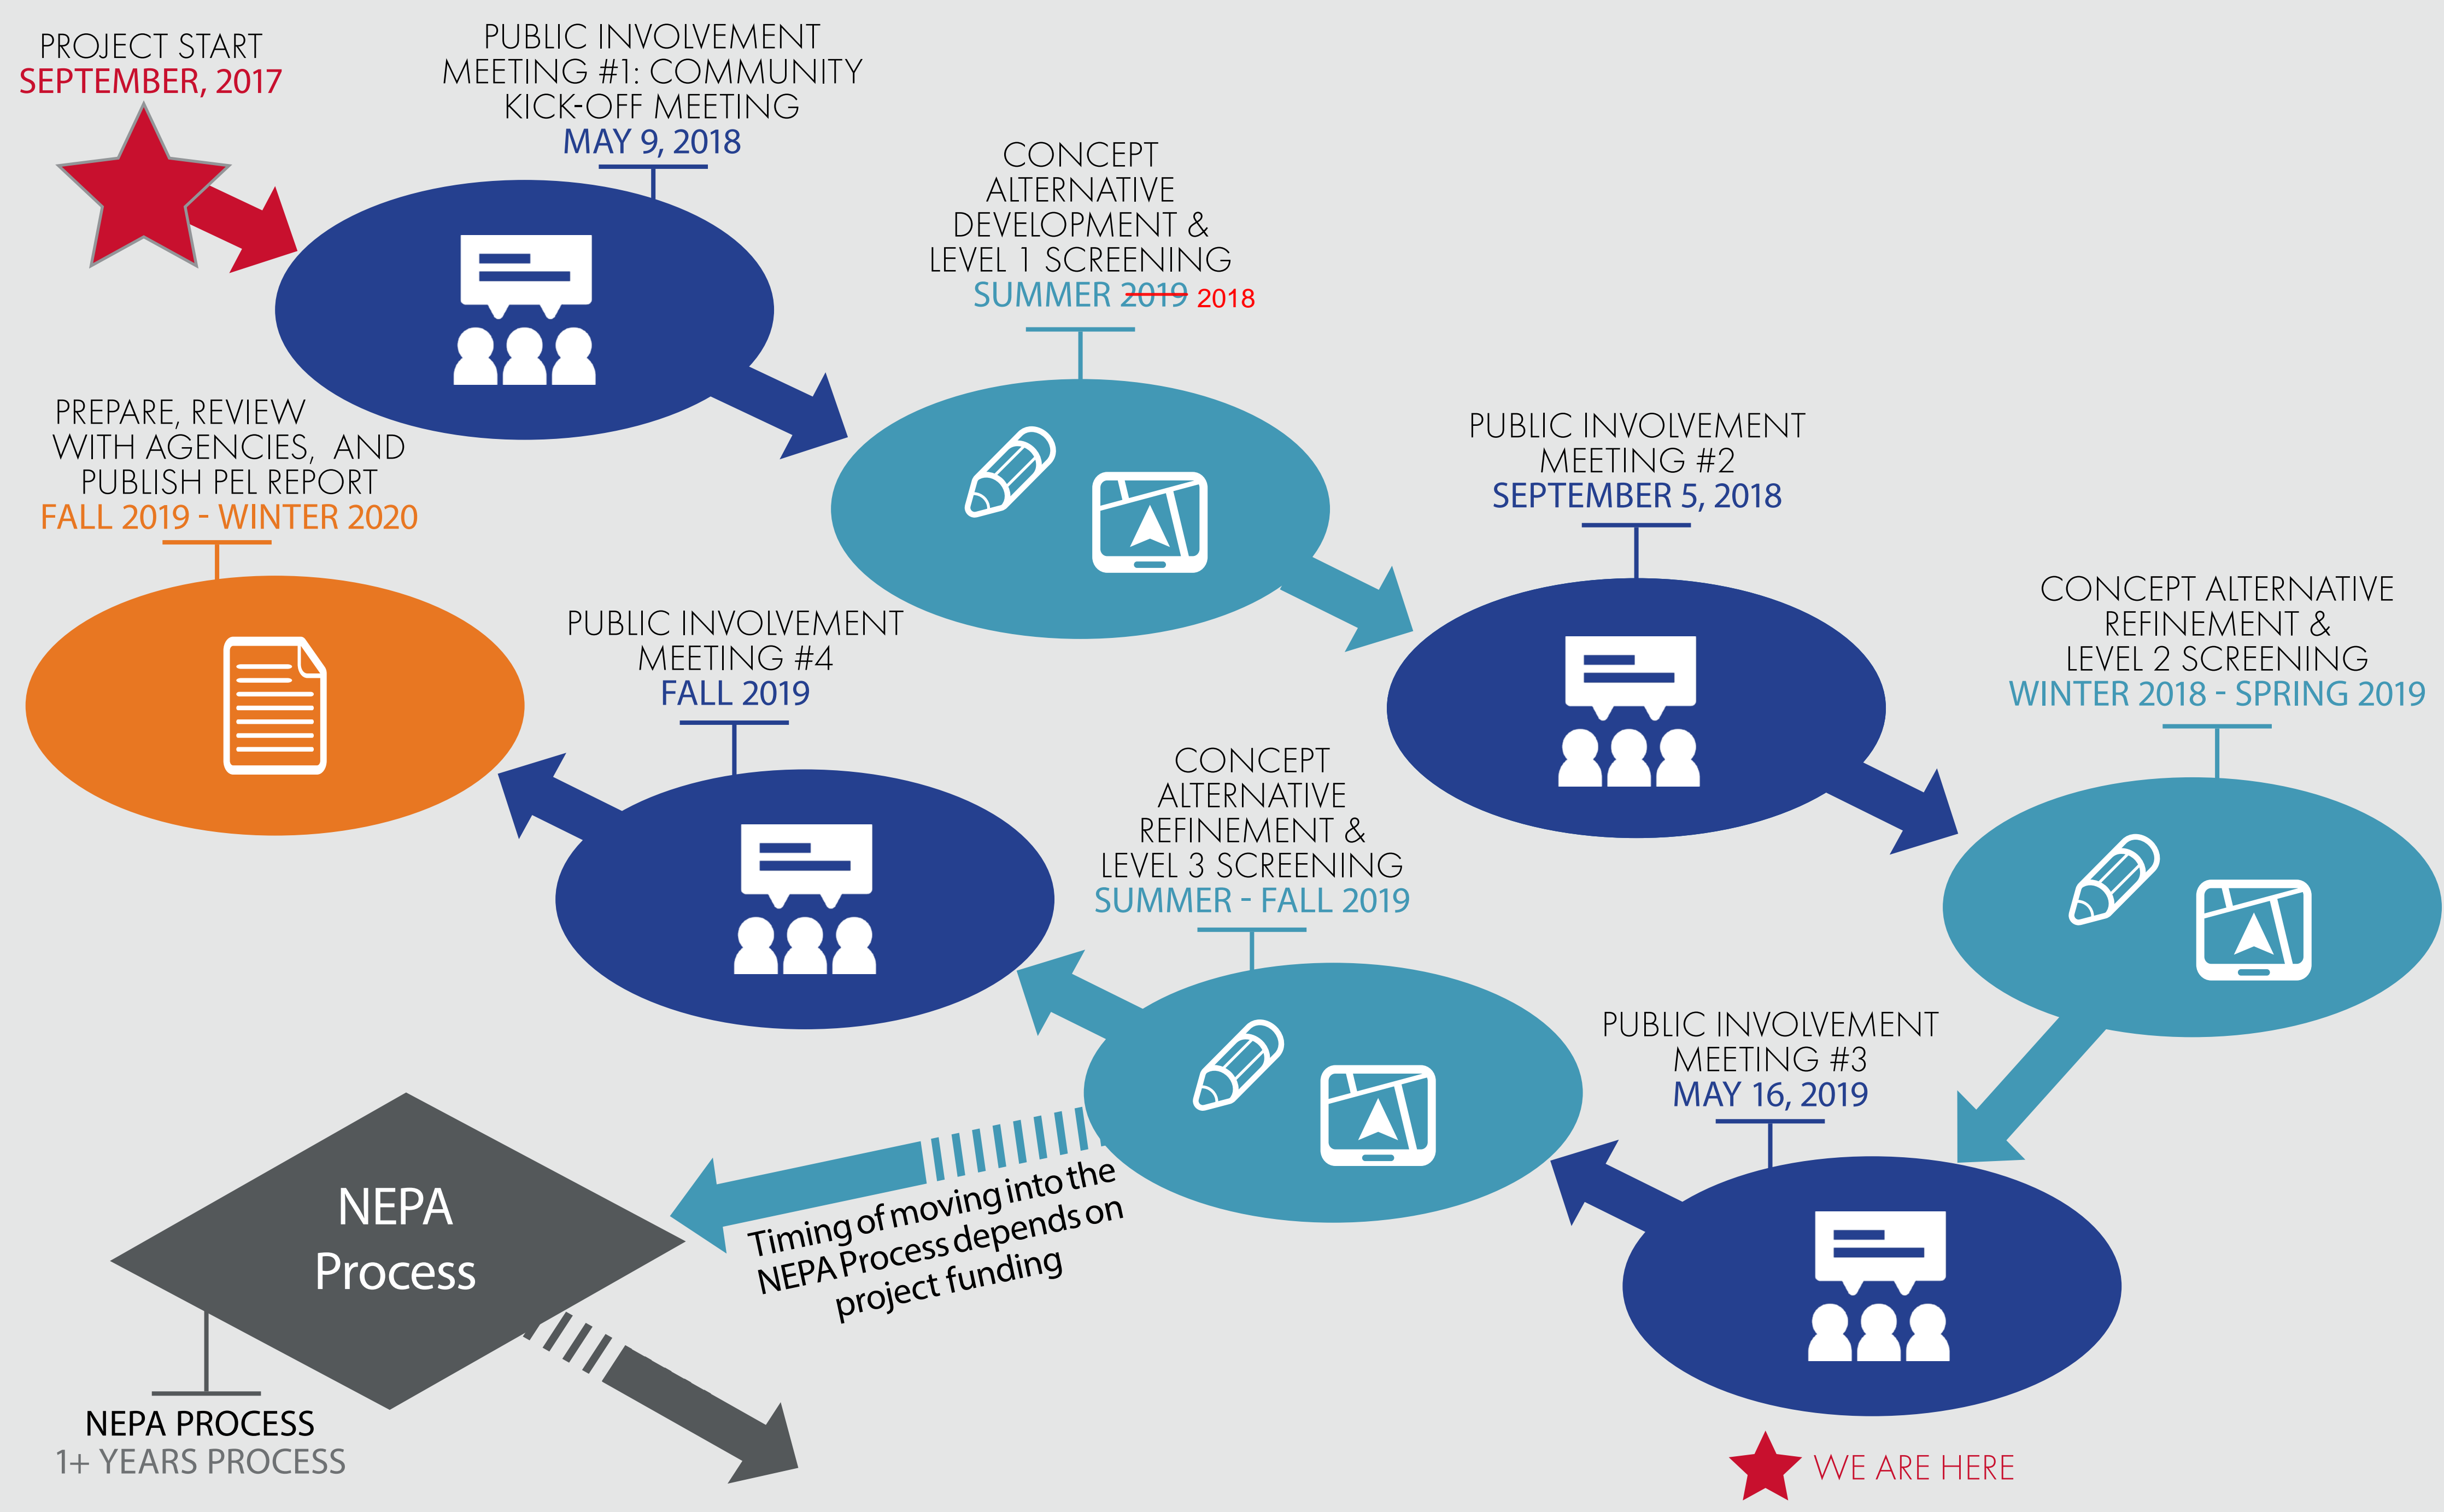 PROJECT START
SEPTEMBER, 2017
PUBLIC INVOLVEMENT
MEETING #1: COMMUNITY
KICK-OFF MEETING
MAY 9, 2018
CONCEPT
ALTERNATIVE
DEVELOPMENT &
LEVEL 1 SCREENING
SUMMER 2019 2018
PUBLIC INVOLVEMENT
MEETING #2
SEPTEMBER 5, 2018
CONCEPT ALTERNATIVE
REFINEMENT &
LEVEL 2 SCREENING
WINTER 2018 - SPRING 2019
PUBLIC INVOLVEMENT
MEETING #3
MAY 16, 2019
WE ARE HERE
CONCEPT
ALTERNATIVE
REFINEMENT &
LEVEL 3 SCREENING
SUMMER - FALL 2019
PUBLIC INVOLVEMENT
MEETING #4
FALL 2019
PREPARE, REVIEW
WITH AGENCIES, AND
PUBLISH PEL REPORT
FALL 2019 - WINTER 2020
Timing of moving into the
NEPA Process depends on
project funding
NEPA
Process
NEPA PROCESS
1+ YEARS PROCESS